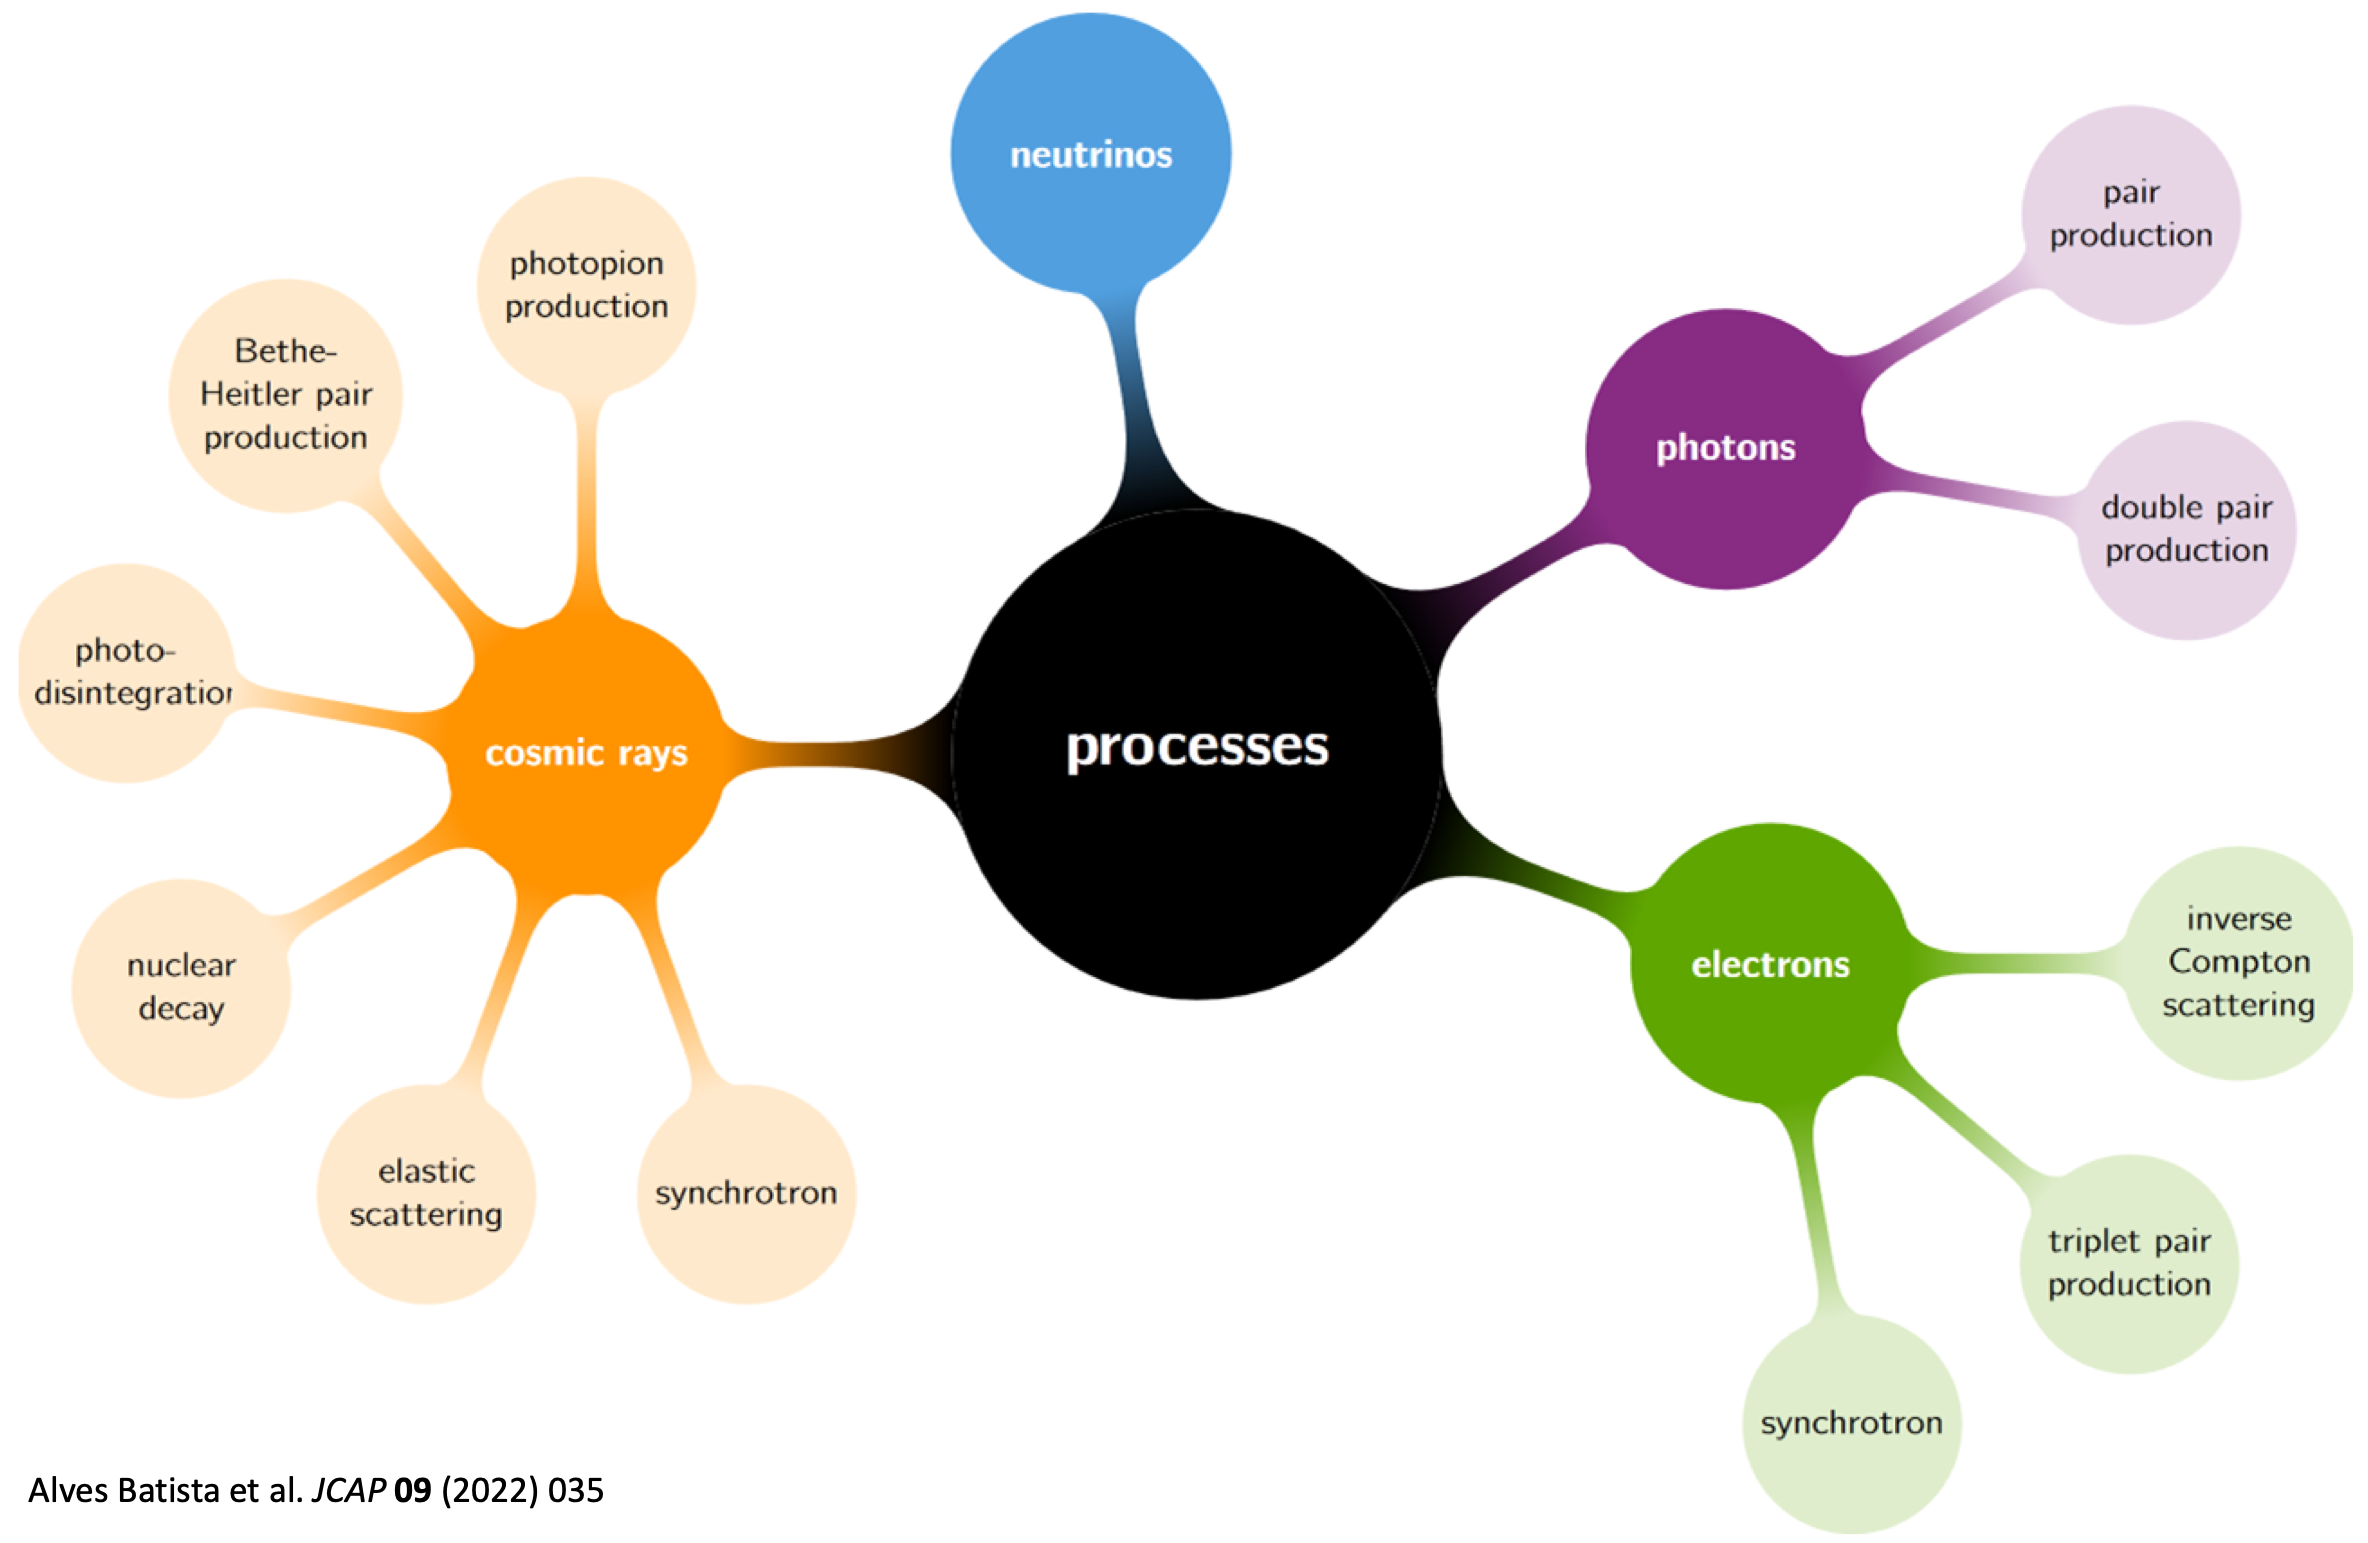 neutrinos
pair
production
photopion
production
Bethe-
Heitler pair
production
photons
double pair
production
photo-
disintegration
cosmic rays
processes
inverse
Compton
scattering
electrons
nuclear
decay
elastic
scattering
synchrotron
triplet pair
production
synchrotron
Alves Batista et al. JCAP 09 (2022) 035